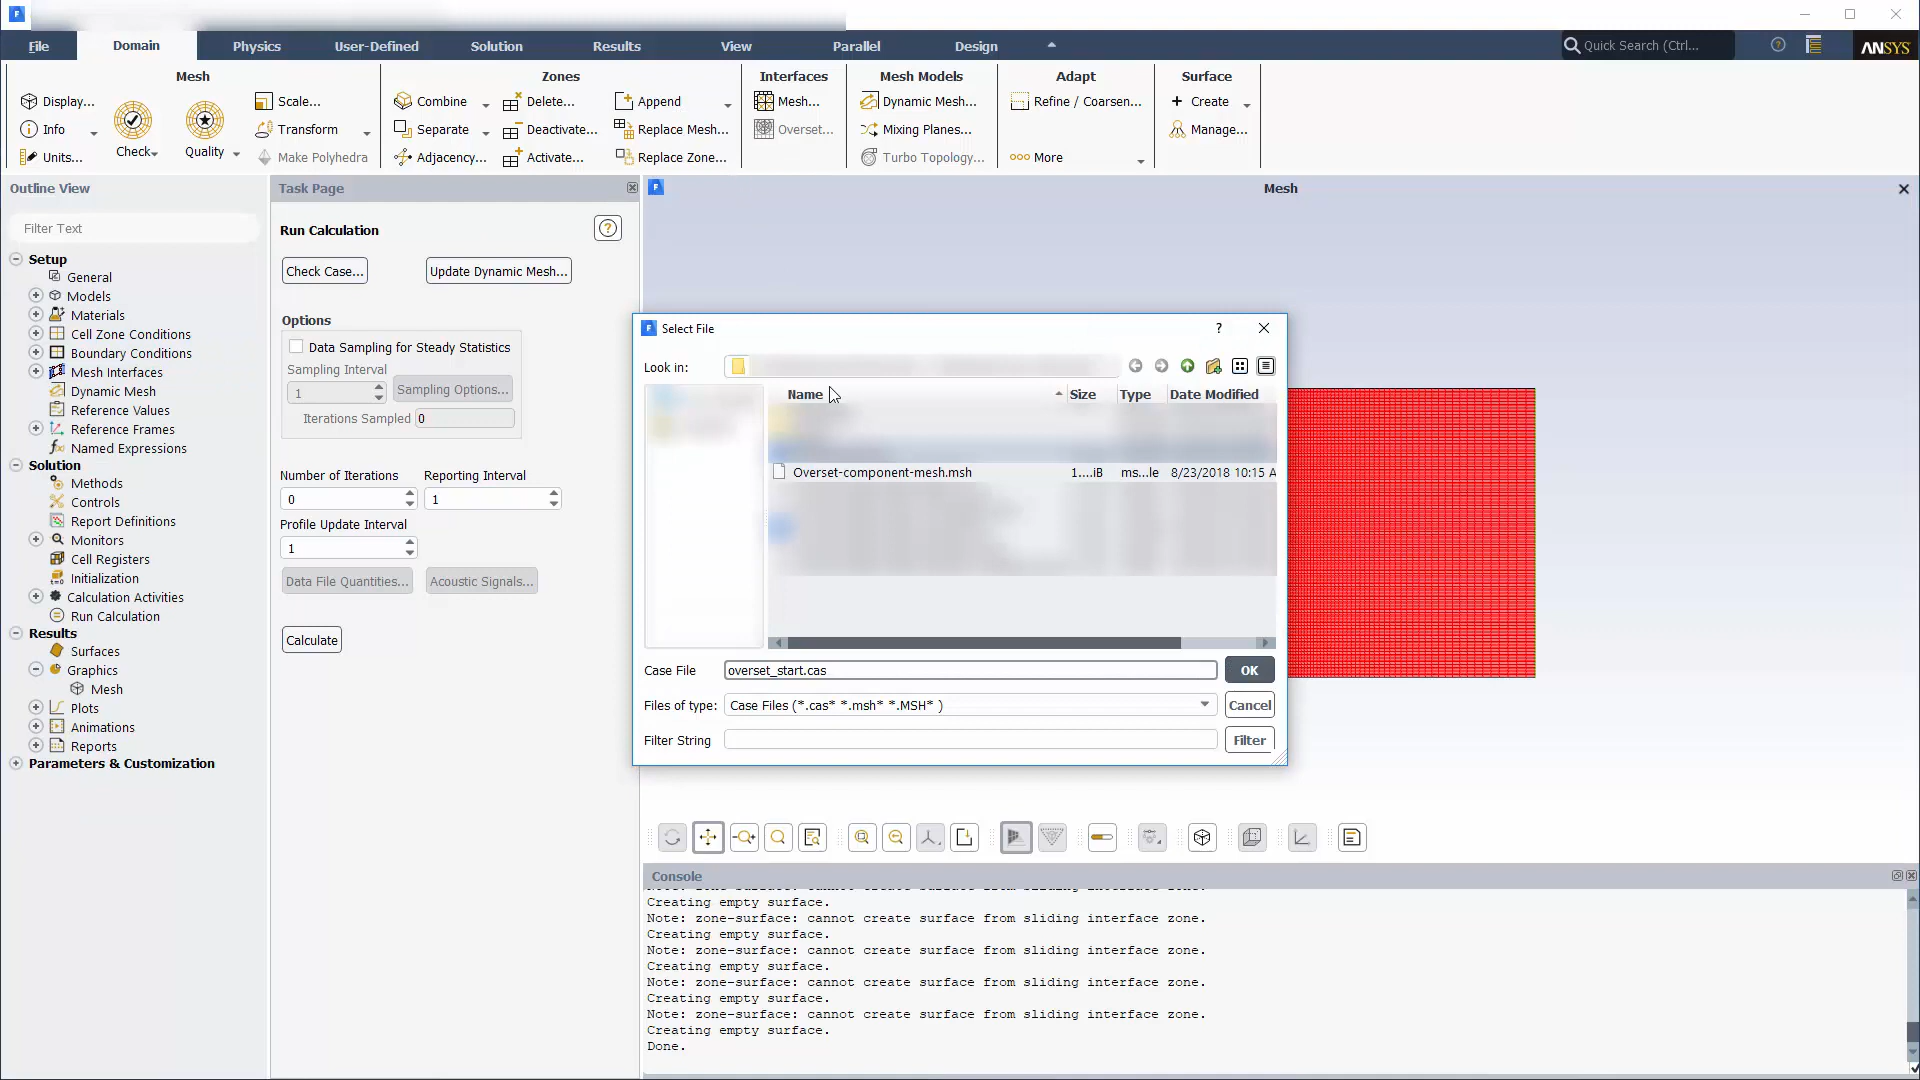 File
Domain
Physics
User-Defined
Solution
Results
View
Parallel
Design
Quick Search (Ctrl...
ANSYS
Mesh
Display...
Info
Units...
Check
Quality
Scale...
Transform
Make Polyhedra
Zones
Combine
Separate
Adjacency...
Delete...
Deactivate...
Activate...
Append
Replace Mesh...
Replace Zone...
Interfaces
Mesh...
Overset...
Mesh Models
Dynamic Mesh...
Mixing Planes...
Turbo Topology...
Adapt
Refine / Coarsen...
More
Surface
Create
Manage...
Outline View
Filter Text
Setup
General
Models
Materials
Cell Zone Conditions
Boundary Conditions
Mesh Interfaces
Dynamic Mesh
Reference Values
Reference Frames
Named Expressions
Solution
Methods
Controls
Report Definitions
Monitors
Cell Registers
Initialization
Calculation Activities
Run Calculation
Results
Surfaces
Graphics
Mesh
Plots
Animations
Reports
Parameters & Customization
Task Page
Run Calculation
Check Case...
Update Dynamic Mesh...
Options
Data Sampling for Steady Statistics
Sampling Interval
1
Sampling Options...
Iterations Sampled 0
Number of Iterations
Reporting Interval
0
1
Profile Update Interval
1
Data File Quantities...
Acoustic Signals...
Calculate
Mesh
Select File
?
Look in:
Name
Size
Type
Date Modified
Overset-component-mesh.msh
1....iB
ms...le
8/23/2018 10:15 A
Case File
overset_start.cas
OK
Files of type:
Case Files (*.cas* *.msh* *.MSH* )
Cancel
Filter String
Filter
Console
Note: zone-surface: cannot create surface from sliding interface zone.
Creating empty surface.
Note: zone-surface: cannot create surface from sliding interface zone.
Creating empty surface.
Note: zone-surface: cannot create surface from sliding interface zone.
Creating empty surface.
Note: zone-surface: cannot create surface from sliding interface zone.
Creating empty surface.
Note: zone-surface: cannot create surface from sliding interface zone.
Creating empty surface.
Done.